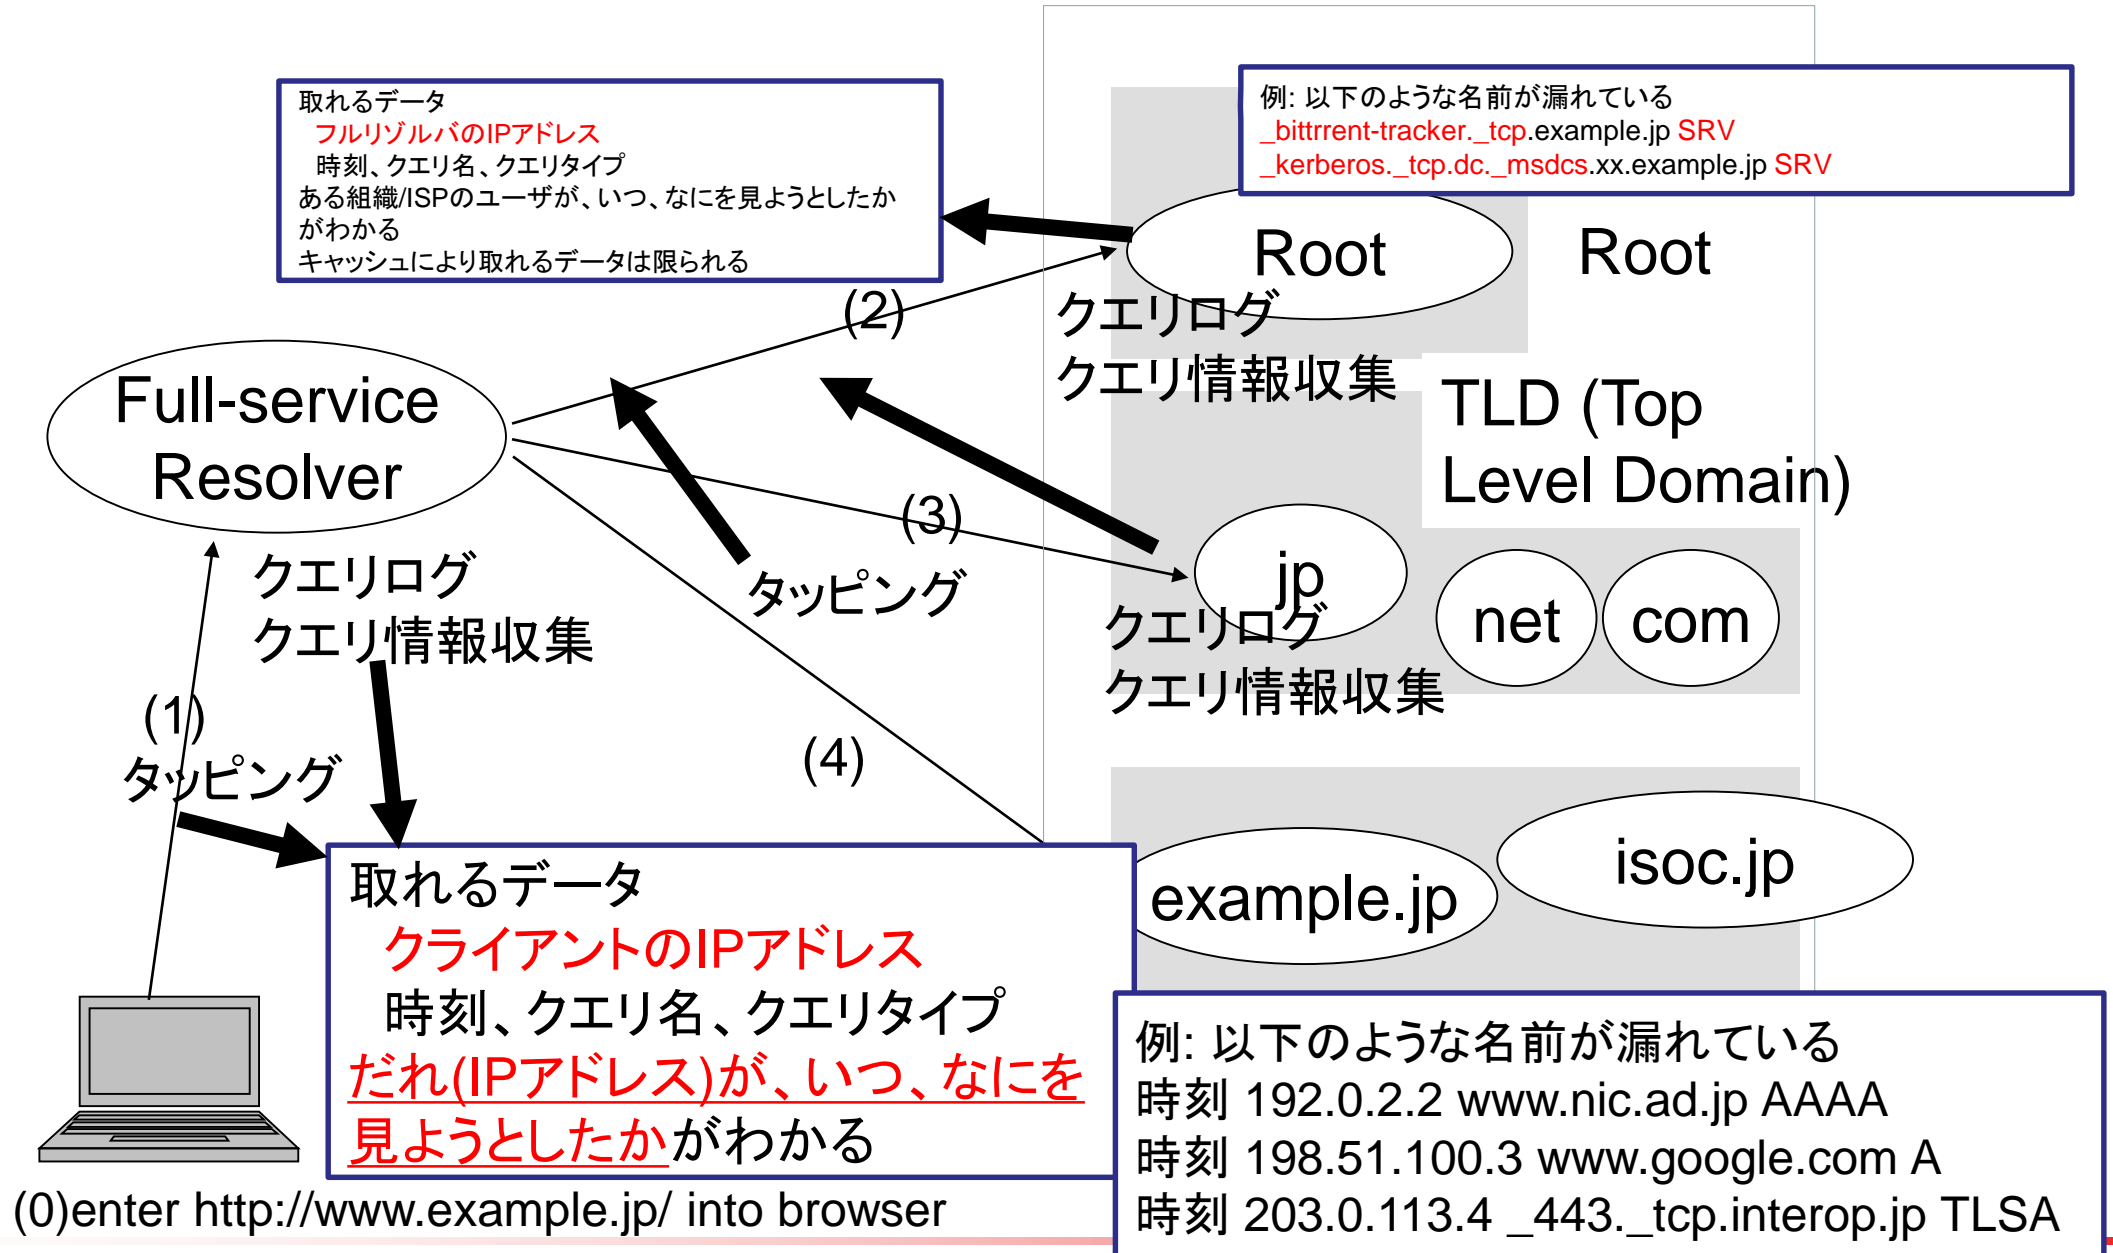 取れるデータ
フルリゾルバのIPアドレス
時刻、クエリ名、クエリタイプ
ある組織/ISPのユーザが、いつ、なにを見ようとしたか
がわかる
キャッシュにより取れるデータは限られる
例: 以下のような名前が漏れている
_bittrrent-tracker._tcp.example.jp SRV
_kerberos._tcp.dc._msdcs.xx.example.jp SRV
Root
Root
(2)
クエリログ
クエリ情報収集
Full-service
Resolver
TLD (Top
Level Domain)
(3)
jp
net
com
クエリログ
クエリ情報収集
タッピング
クエリログ
クエリ情報収集
(1)
タッピング
(4)
example.jp
isoc.jp
取れるデータ
クライアントのIPアドレス
時刻、クエリ名、クエリタイプ
だれ(IPアドレス)が、いつ、なにを
見ようとしたかがわかる
例: 以下のような名前が漏れている
時刻 192.0.2.2 www.nic.ad.jp AAAA
時刻 198.51.100.3 www.google.com A
時刻 203.0.113.4 _443._tcp.interop.jp TLSA
(0)enter http://www.example.jp/ into browser